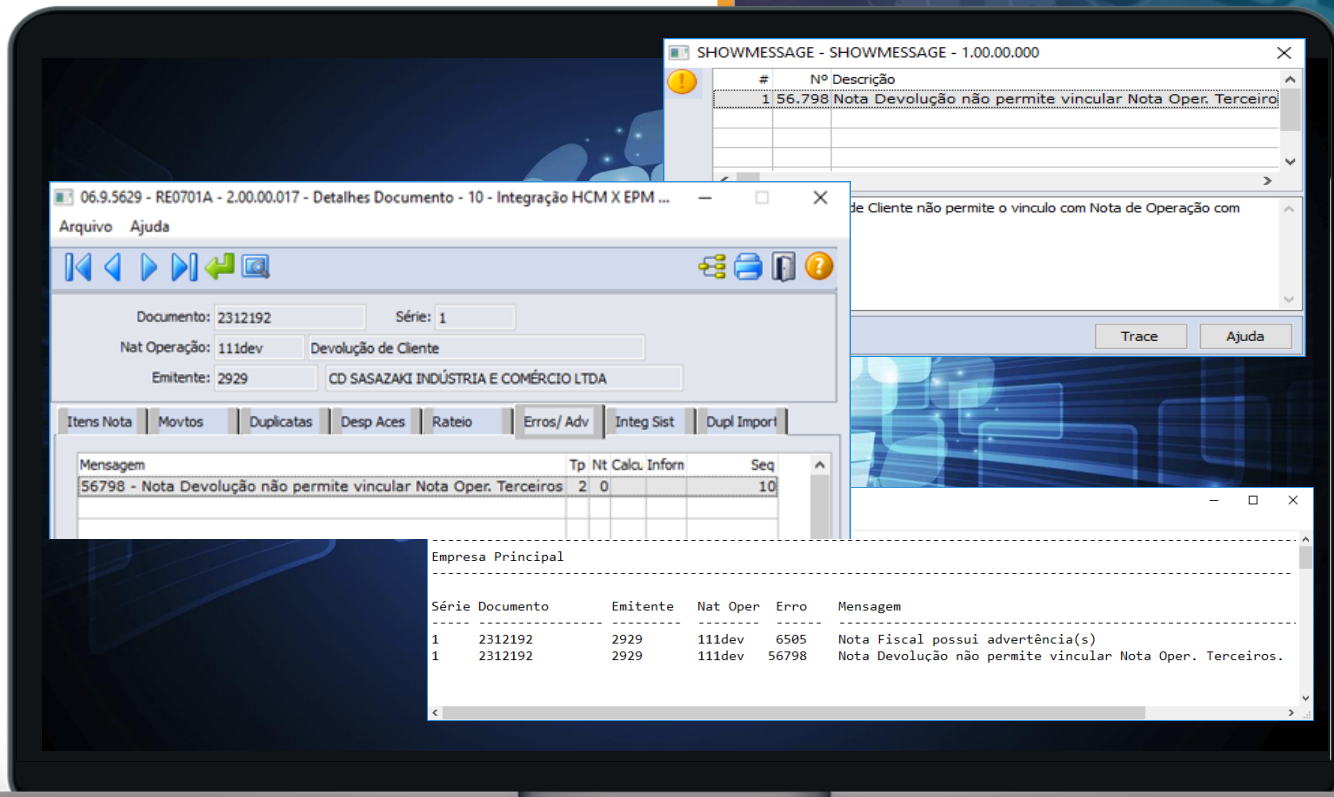 SHOWMESSAGE - SHOWMESSAGE - 1.00.00.000
# Nº Descrição
1 56.798 Nota Devolução não permite vincular Nota Oper. Terceiro
de Cliente não permite o vinculo com Nota de Operação com
Trace Ajuda
06.9.5629 - RE0701A - 2.00.00.017 - Detalhes Documento - 10 - Integração HCM X EPM ...
Arquivo Ajuda
Documento: 2312192 Série: 1
Nat Operação: 111dev Devolução de Cliente
Emitente: 2929 CD SASAZAKI INDÚSTRIA E COMÉRCIO LTDA
Itens Nota Movtos Duplicatas Desp Aces Rateio Erros/ Adv Integ Sist Dupl Import
Mensagem Tp Nt Calcu Inform Seq
56798 - Nota Devolução não permite vincular Nota Oper. Terceiros 2 0 10
Empresa Principal
Série Documento Emitente Nat Oper Erro Mensagem
1 2312192 2929 111dev 6505 Nota Fiscal possui advertência(s)
1 2312192 2929 111dev 56798 Nota Devolução não permite vincular Nota Oper. Terceiros.